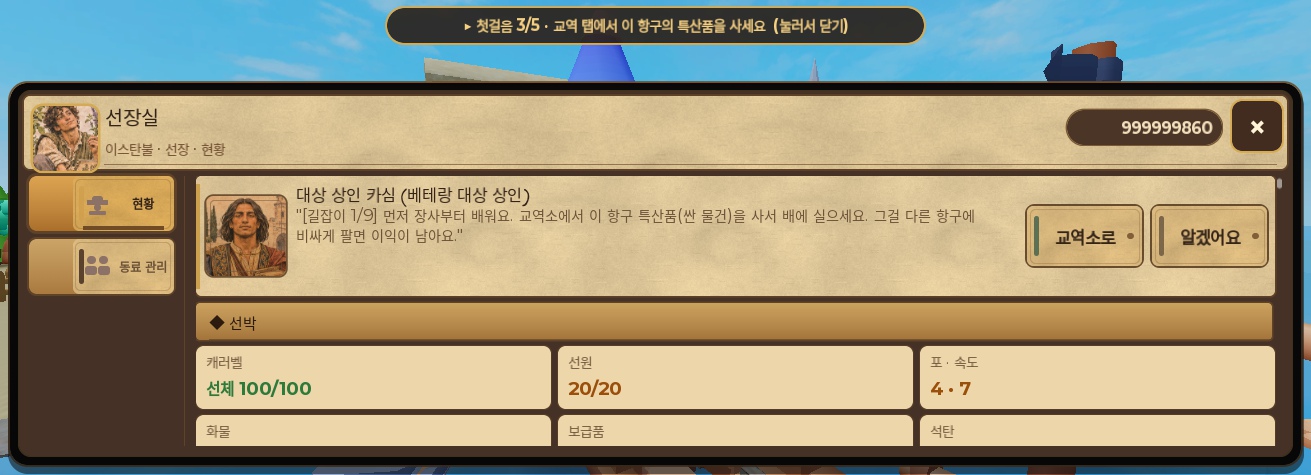 ▸ 첫걸음 3/5 · 교역 탭에서 이 항구의 특산품을 사세요 (눌러서 닫기)
선장실
이스탄불 · 선장 · 현황
999999860
×
현황
동료 관리
대상 상인 카심 (베테랑 대상 상인)
"[길잡이 1/9] 먼저 장사부터 배워요. 교역소에서 이 항구 특산품(싼 물건)을 사서 배에 실으세요. 그걸 다른 항구에
비싸게 팔면 이익이 남아요."
교역소로
알겠어요
◆ 선박
캐러벨
선체 100/100
선원
20/20
포 · 속도
4 · 7
화물
보급품
석탄